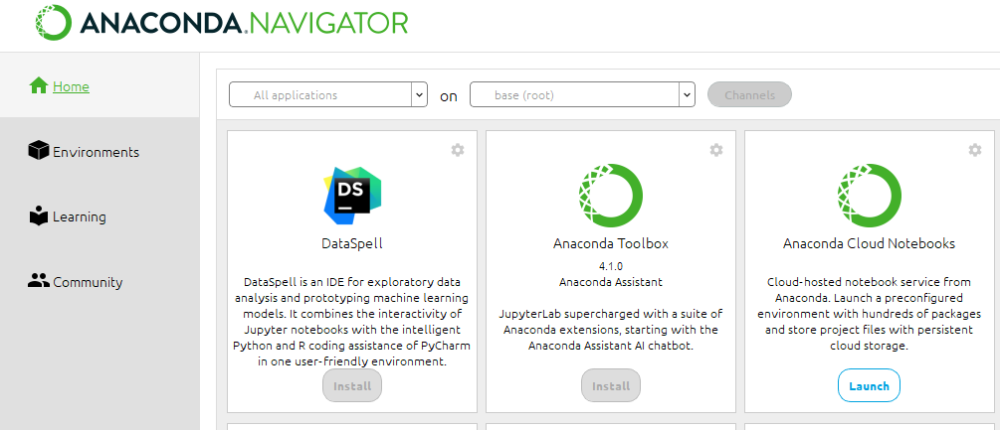 ANACONDA.NAVIGATOR
Home
Environments
Learning
Community
All applications
on
base (root)
Channels
DS
DataSpell
DataSpell is an IDE for exploratory data
analysis and prototyping machine learning
models. It combines the interactivity of
Jupyter notebooks with the intelligent
Python and R coding assistance of PyCharm
in one user-friendly environment.
Install
Anaconda Toolbox
4.1.0
Anaconda Assistant
JupyterLab supercharged with a suite of
Anaconda extensions, starting with the
Anaconda Assistant AI chatbot.
Install
Anaconda Cloud Notebooks
Cloud-hosted notebook service from
Anaconda. Launch a preconfigured
environment with hundreds of packages
and store project files with persistent
cloud storage.
Launch